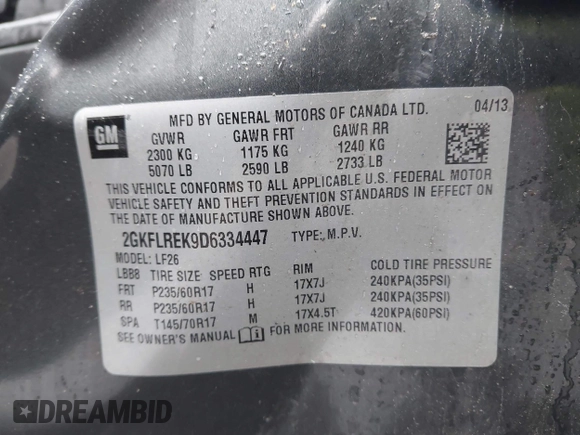 MFD BY GENERAL MOTORS OF CANADA LTD. 04/13
GM
GVWR GAWR FRT GAWR RR
2300 KG 1175 KG 1240 KG
5070 LB 2590 LB 2733 LB
THIS VEHICLE CONFORMS TO ALL APPLICABLE U.S. FEDERAL MOTOR
VEHICLE SAFETY AND THEFT PREVENTION STANDARDS IN EFFECT ON
THE DATE OF MANUFACTURE SHOWN ABOVE.
2GKFLREK9D6334447 TYPE:, M.P.V.
MODEL: LF26
LBB8 TIRE SIZE SPEED RTG RIM COLD TIRE PRESSURE
FRT P235/60R17 H 17X7J 240KPA(35PSI)
RR P235/60R17 H 17X7J 240KPA(35PSI)
SPA T145/70R17 M 17X4.5T 420KPA(60PSI)
SEE OWNER'S MANUAL i FOR MORE INFORMATION
DREAMBID